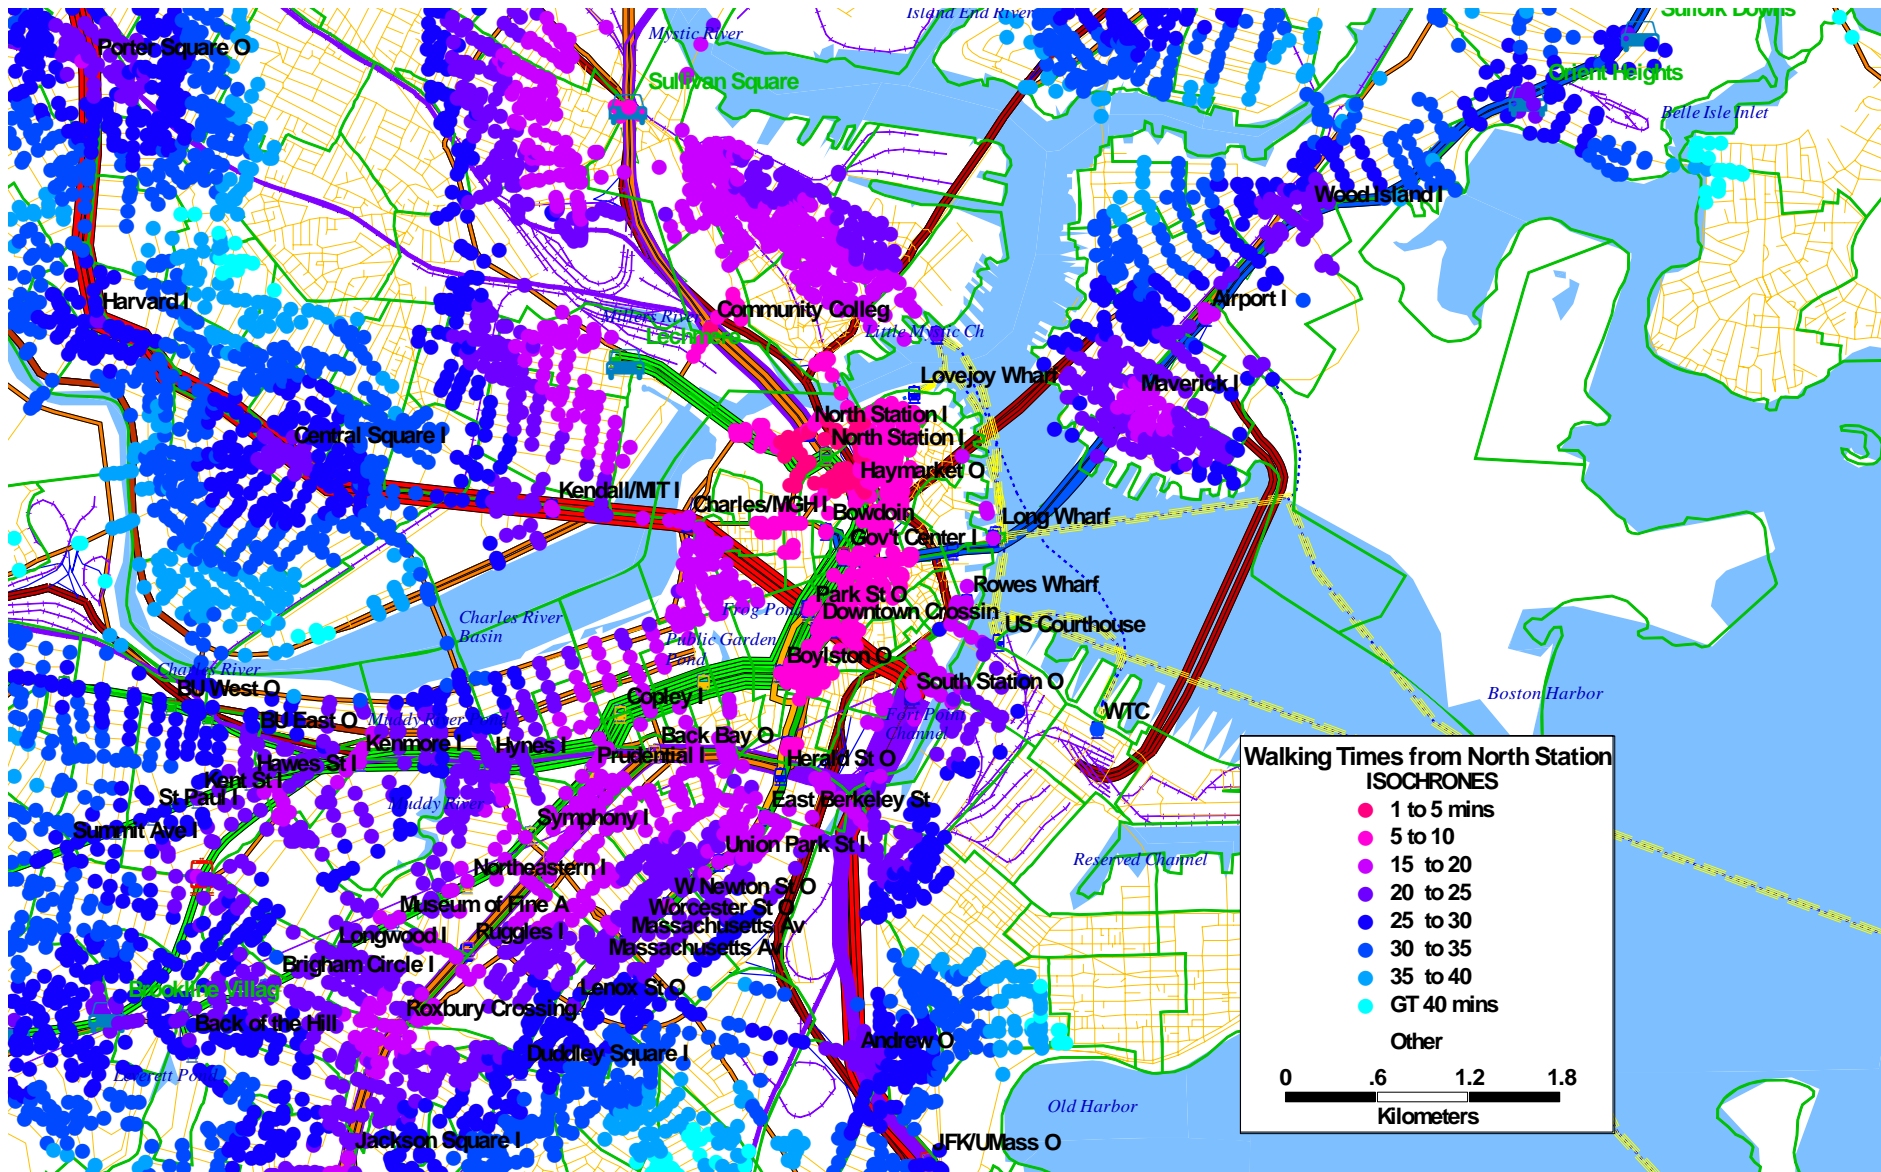 Island End River
Suffolk Downs
Mystic River
Porter Square O
Sullivan Square
Orient Heights
Belle Isle Inlet
Wood Island I
Harvard I
Airport I
Community Colleg
Millers River
Little Mystic Ch
Lechmere
Lovejoy Wharf
Maverick I
North Station I
Central Square I
North Station I
Haymarket O
Kendall/MIT I
Charles/MGH I
Bowdoin
Long Wharf
Gov't Center I
Rowes Wharf
Park St O
Frog Pond
Downtown Crossin
Charles River
Basin
US Courthouse
Public Garden
Pond
Boylston O
Charles River
BU West O
South Station O
Copley I
Boston Harbor
BU East O
Muddy River Pond
Fort Point
Channel
WTC
Kenmore I
Hynes I
Back Bay O
Prudential I
Herald St O
Hawes St I
Kent St I
St Paul I
Muddy River
East Berkeley St
Symphony I
Summit Ave I
Union Park St I
Reserved Channel
Northeastern I
W Newton St O
Museum of Fine A
Worcester St O
Massachusetts Av
Longwood I
Ruggles I
Massachusetts Av
Brigham Circle I
Brookline Villag
Lenox St O
Roxbury Crossing
Back of the Hill
Andrew O
Duddley Square I
Leverett Pond
Old Harbor
Jackson Square I
JFK/UMass O
Walking Times from North Station
ISOCHRONES
1 to 5 mins
5 to 10
15 to 20
20 to 25
25 to 30
30 to 35
35 to 40
GT 40 mins
Other
0 .6 1.2 1.8
Kilometers